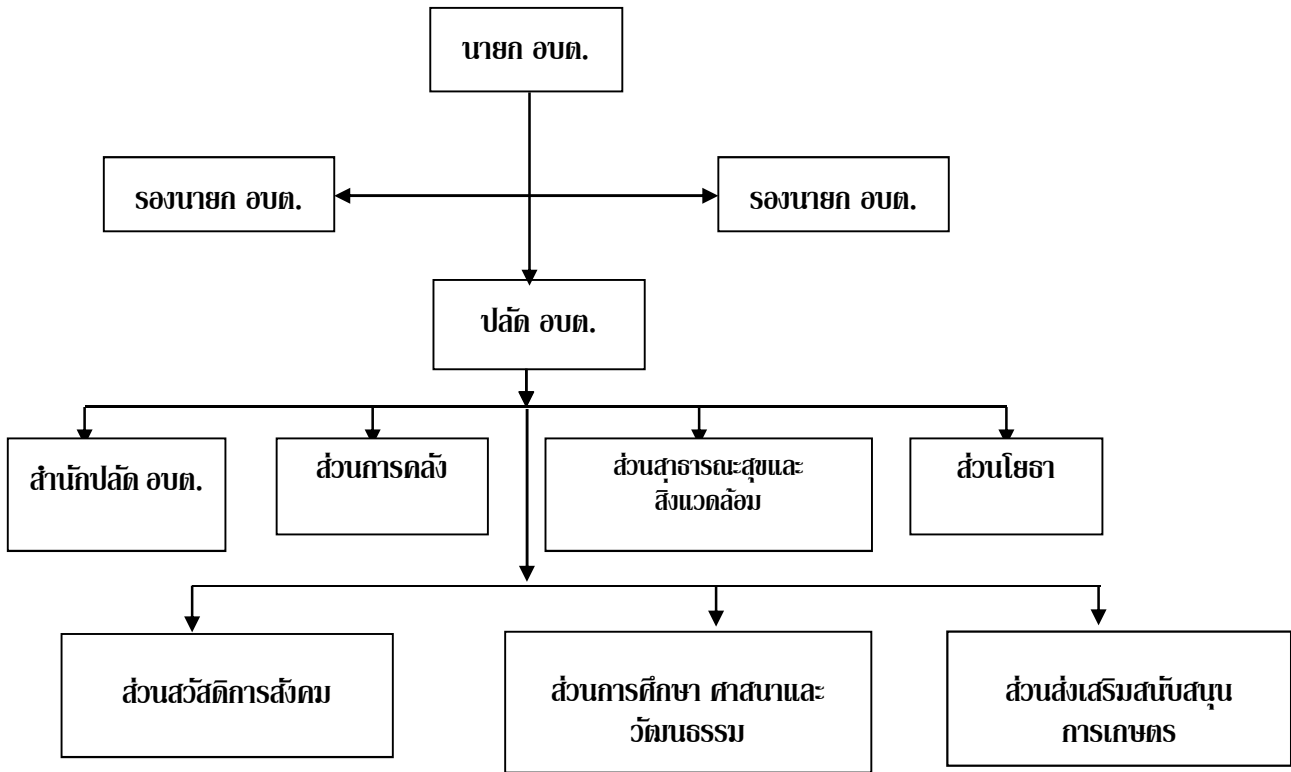 นายก อบต.
รองนายก อบต.
รองนายก อบต.
ปลัด อบต.
สำนักปลัด อบต.
ส่วนการคลัง
ส่วนสาธารณะสุขและ
สิ่งแวดล้อม
ส่วนโยธา
ส่วนสวัสดิการสังคม
ส่วนการศึกษา ศาสนาและ
วัฒนธรรม
ส่วนส่งเสริมสนับสนุน
การเกษตร